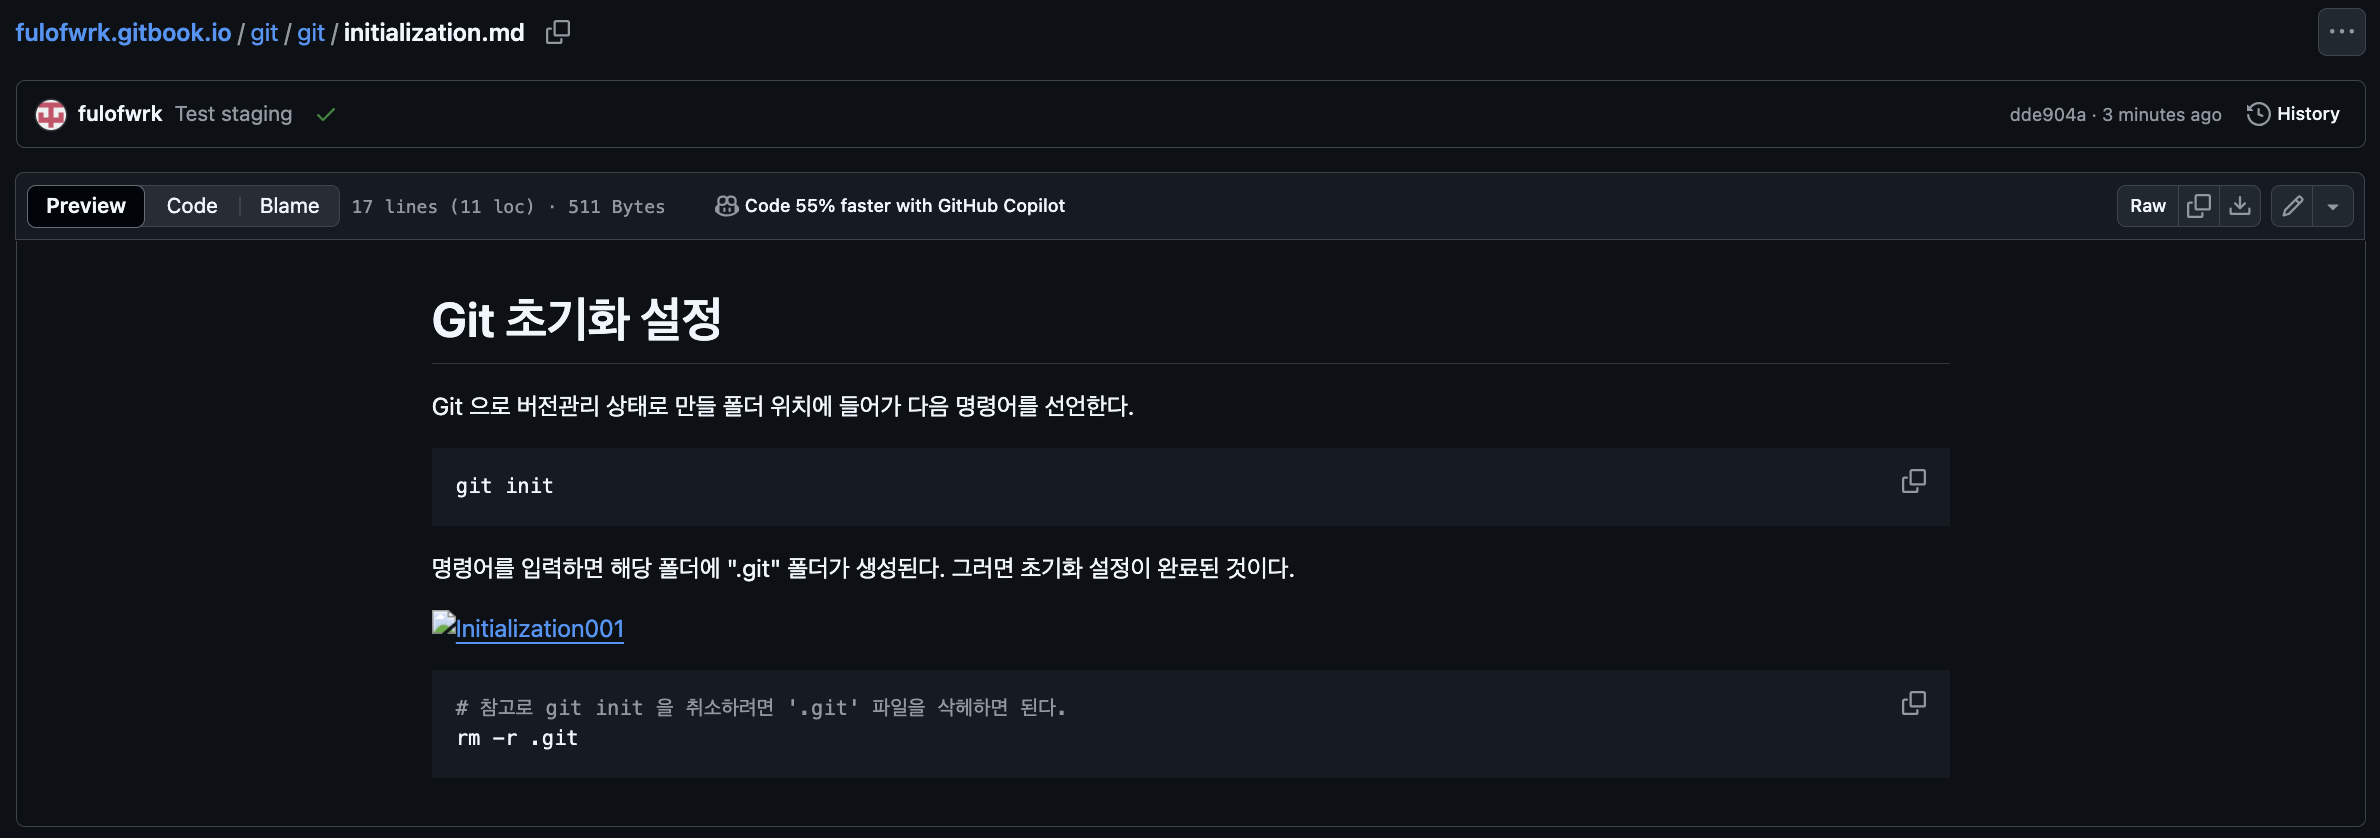 fulofwrk.gitbook.io / git / git / initialization.md
fulofwrk Test staging
dde904a · 3 minutes ago History
Preview Code Blame 17 lines (11 loc) · 511 Bytes Code 55% faster with GitHub Copilot Raw
Git 초기화 설정
Git 으로 버전관리 상태로 만들 폴더 위치에 들어가 다음 명령어를 선언한다.
git init
명령어를 입력하면 해당 폴더에 ".git" 폴더가 생성된다. 그러면 초기화 설정이 완료된 것이다.
Initialization001
# 참고로 git init 을 취소하려면 '.git' 파일을 삭헤하면 된다.
rm -r .git